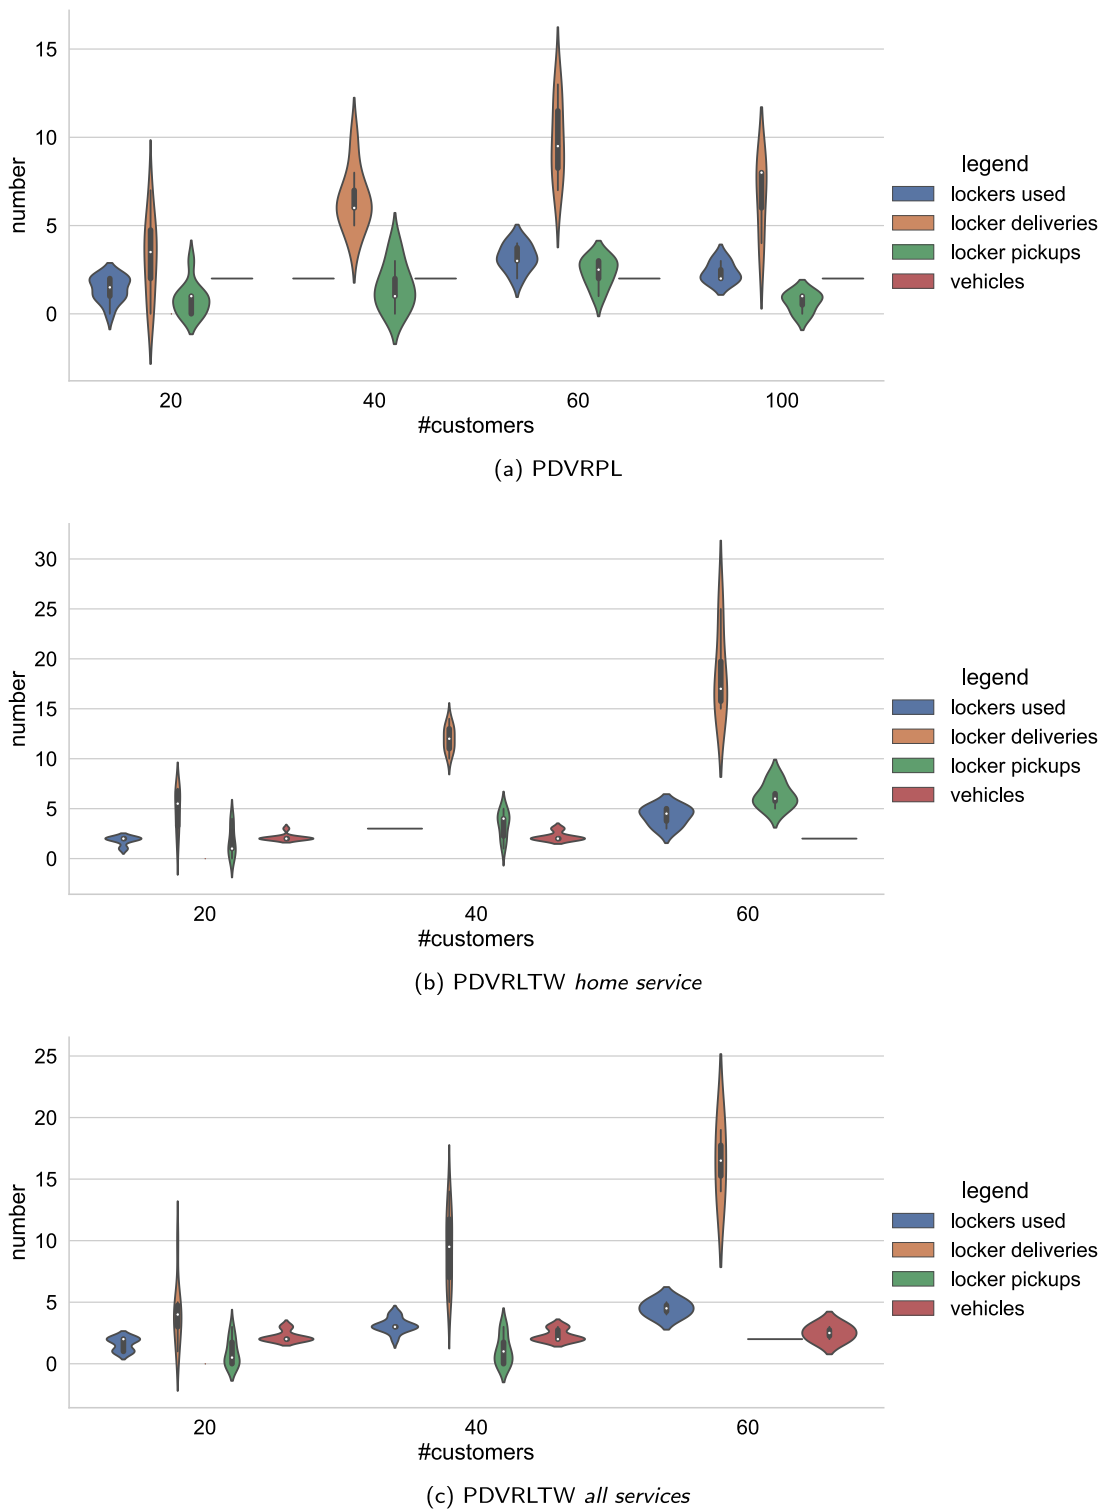 15
10
5
0
number
20 40 60 100
#customers
legend
lockers used
locker deliveries
locker pickups
vehicles
(a) PDVRPL
30
25
20
15
10
5
0
number
20 40 60
#customers
legend
lockers used
locker deliveries
locker pickups
vehicles
(b) PDVRLTW home service
25
20
15
10
5
0
number
20 40 60
#customers
legend
lockers used
locker deliveries
locker pickups
vehicles
(c) PDVRLTW all services